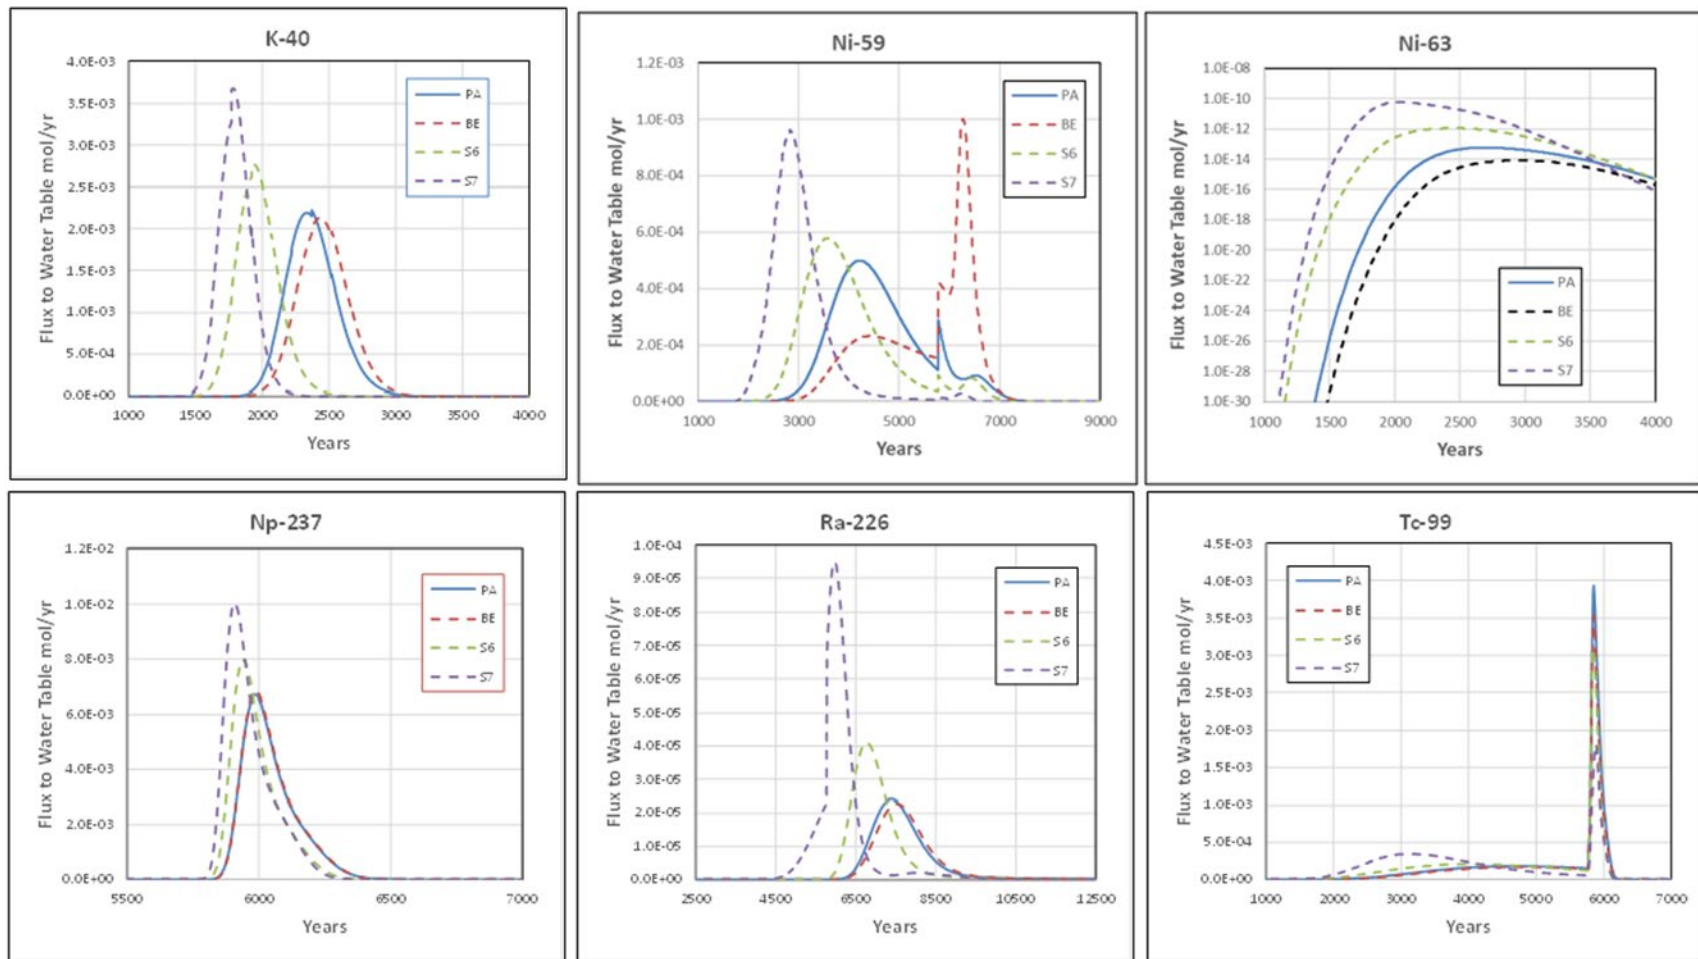 K-40
4.0E-03
3.5E-03
3.0E-03
2.5E-03
2.0E-03
1.5E-03
1.0E-03
5.0E-04
0.0E+00
Flux to Water Table mol/yr
PA
BE
S6
S7
1000 1500 2000 2500 3000 3500 4000
Years
Ni-59
1.2E-03
1.0E-03
8.0E-04
6.0E-04
4.0E-04
2.0E-04
0.0E+00
Flux to Water Table mol/yr
PA
BE
S6
S7
1000 3000 5000 7000 9000
Years
Ni-63
1.0E-08
1.0E-10
1.0E-12
1.0E-14
1.0E-16
1.0E-18
1.0E-20
1.0E-22
1.0E-24
1.0E-26
1.0E-28
1.0E-30
Flux to Water Table mol/yr
PA
BE
S6
S7
1000 1500 2000 2500 3000 3500 4000
Years
Np-237
1.2E-02
1.0E-02
8.0E-03
6.0E-03
4.0E-03
2.0E-03
0.0E+00
Flux to Water Table mol/yr
PA
BE
S6
S7
5500 6000 6500 7000
Years
Ra-226
1.0E-04
9.0E-05
8.0E-05
7.0E-05
6.0E-05
5.0E-05
4.0E-05
3.0E-05
2.0E-05
1.0E-05
0.0E+00
Flux to Water Table mol/yr
PA
BE
S6
S7
2500 4500 6500 8500 10500 12500
Years
Tc-99
4.5E-03
4.0E-03
3.5E-03
3.0E-03
2.5E-03
2.0E-03
1.5E-03
1.0E-03
5.0E-04
0.0E+00
Flux to Water Table mol/yr
PA
BE
S6
S7
1000 2000 3000 4000 5000 6000 7000
Years